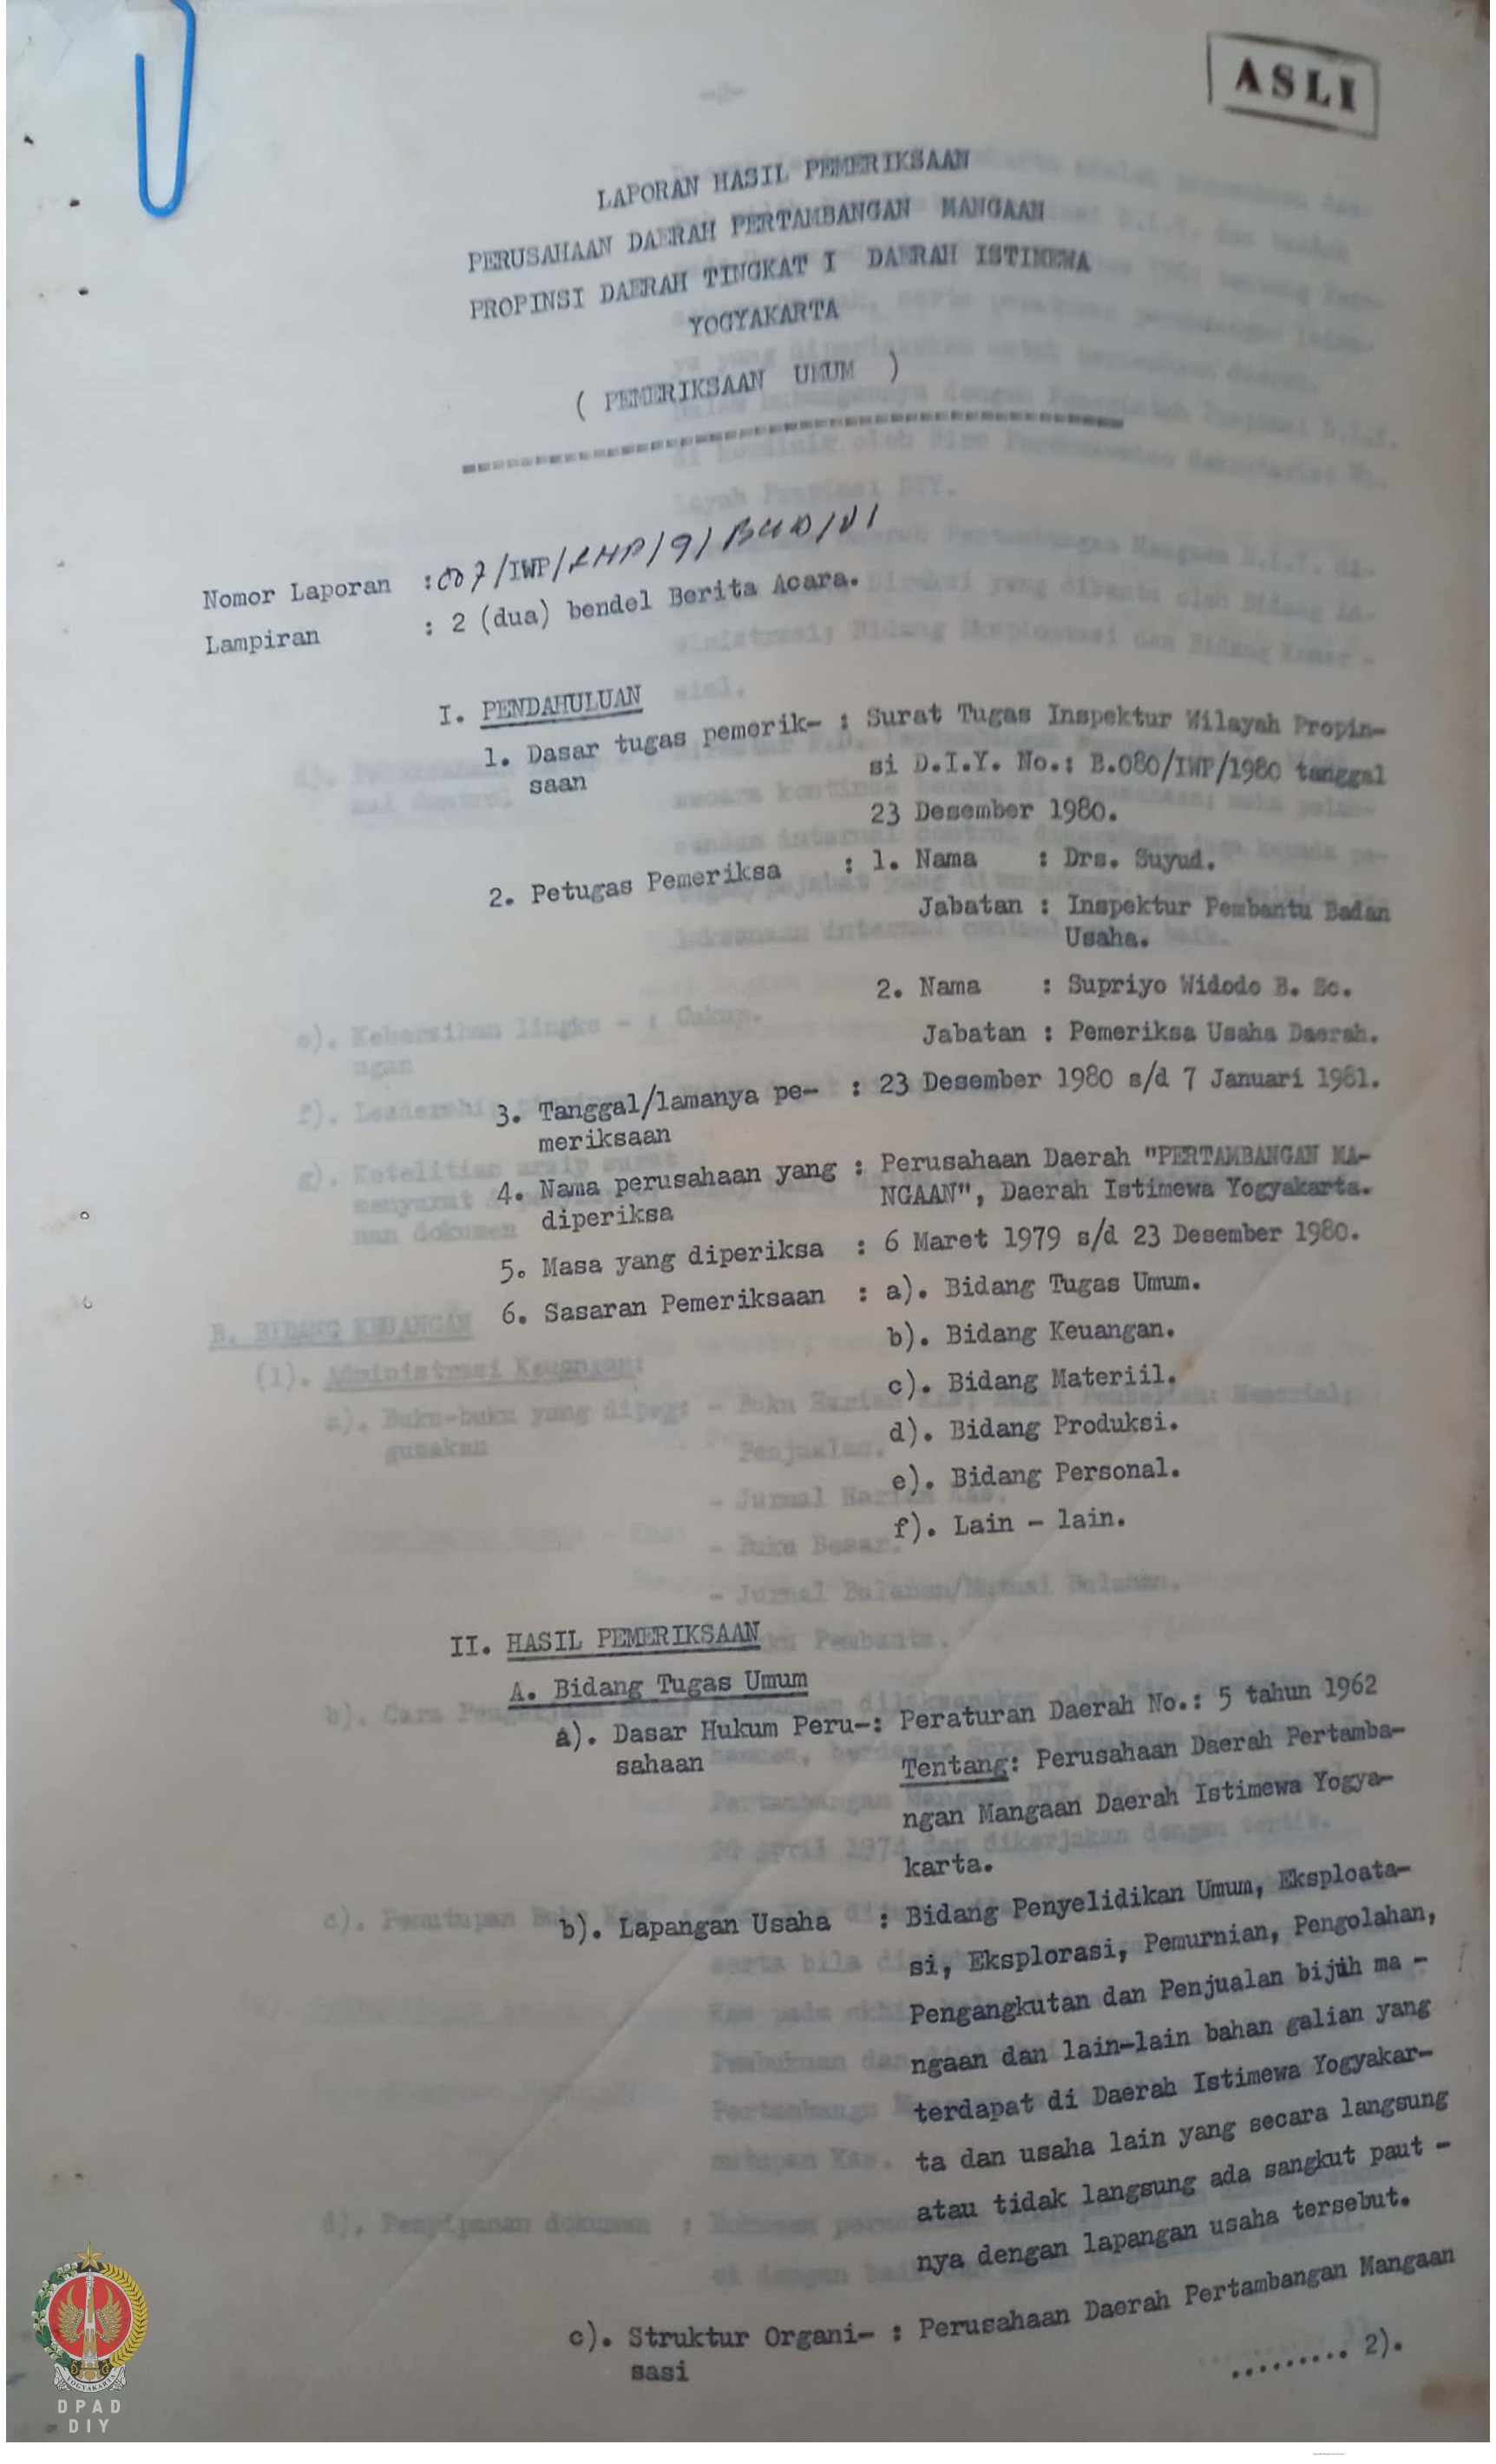 ASLI
LAPORAN HASIL PEMERIKSAAN
PERUSAHAAN DAERAH PERTAMBANGAN MANGAAN
PROPINSI DAERAH TINGKAT I DAERAH ISTIMEWA
YOGYAKARTA
( PEMERIKSAAN UMUM )
Nomor Laporan : 007/IWP/LHP/9/BUD/VI
Lampiran : 2 (dua) bendel Berita Acara.
I. PENDAHULUAN
1. Dasar tugas pemerik- : Surat Tugas Inspektur Wilayah Propin-
saan si D.I.Y. No.: B.080/IWP/1980 tanggal
23 Desember 1980.
2. Petugas Pemeriksa : 1. Nama : Drs. Suyud.
Jabatan : Inspektur Pembantu Badan
Usaha.
2. Nama : Supriyo Widodo B. Sc.
Jabatan : Pemeriksa Usaha Daerah.
3. Tanggal/lamanya pe- : 23 Desember 1980 s/d 7 Januari 1981.
meriksaan
4. Nama perusahaan yang : Perusahaan Daerah "PERTAMBANGAN MA-
diperiksa NGAAN", Daerah Istimewa Yogyakarta.
5. Masa yang diperiksa : 6 Maret 1979 s/d 23 Desember 1980.
6. Sasaran Pemeriksaan : a). Bidang Tugas Umum.
b). Bidang Keuangan.
c). Bidang Materiil.
d). Bidang Produksi.
e). Bidang Personal.
f). Lain - lain.
II. HASIL PEMERIKSAAN
A. Bidang Tugas Umum
a). Dasar Hukum Peru-: Peraturan Daerah No.: 5 tahun 1962
sahaan Tentang: Perusahaan Daerah Pertamba-
ngan Mangaan Daerah Istimewa Yogya-
karta.
b). Lapangan Usaha : Bidang Penyelidikan Umum, Eksploata-
si, Eksplorasi, Pemurnian, Pengolahan,
Pengangkutan dan Penjualan bijih ma -
ngaan dan lain-lain bahan galian yang
terdapat di Daerah Istimewa Yogyakar-
ta dan usaha lain yang secara langsung
atau tidak langsung ada sangkut paut -
nya dengan lapangan usaha tersebut.
c). Struktur Organi- : Perusahaan Daerah Pertambangan Mangaan
sasi
......... 2).
YOGYAKARTA
DPAD
DIY